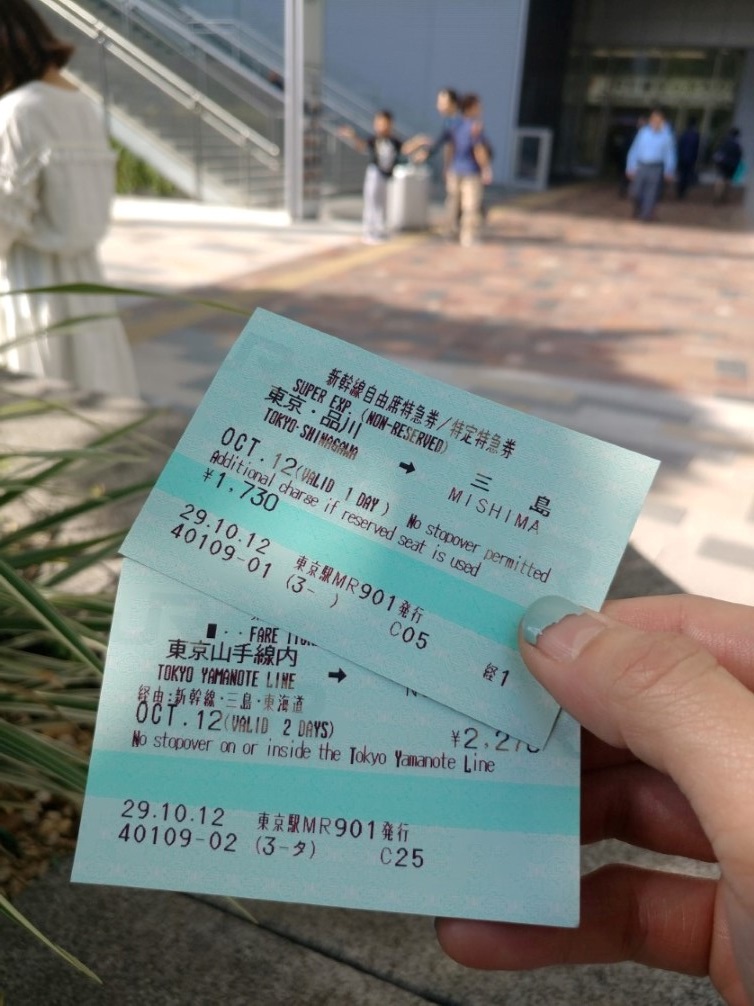 新幹線自由席特急券/特定特急券
SUPER EXP. (NON-RESERVED)
東京・品川 → 三島
TOKYO・SHINAGAWA MISHIMA
OCT.12(VALID 1 DAY) No stopover permitted
Additional charge if reserved seat is used
¥1,730
29.10.12 東京駅MR901発行
40109-01 (3- ) C05
経1
FARE
東京山手線内 →
TOKYO YAMANOTE LINE
経由:新幹線・三島・東海道
OCT.12(VALID 2 DAYS) ¥2,27
No stopover on or inside the Tokyo Yamanote Line
29.10.12 東京駅MR901発行
40109-02 (3-タ) C25